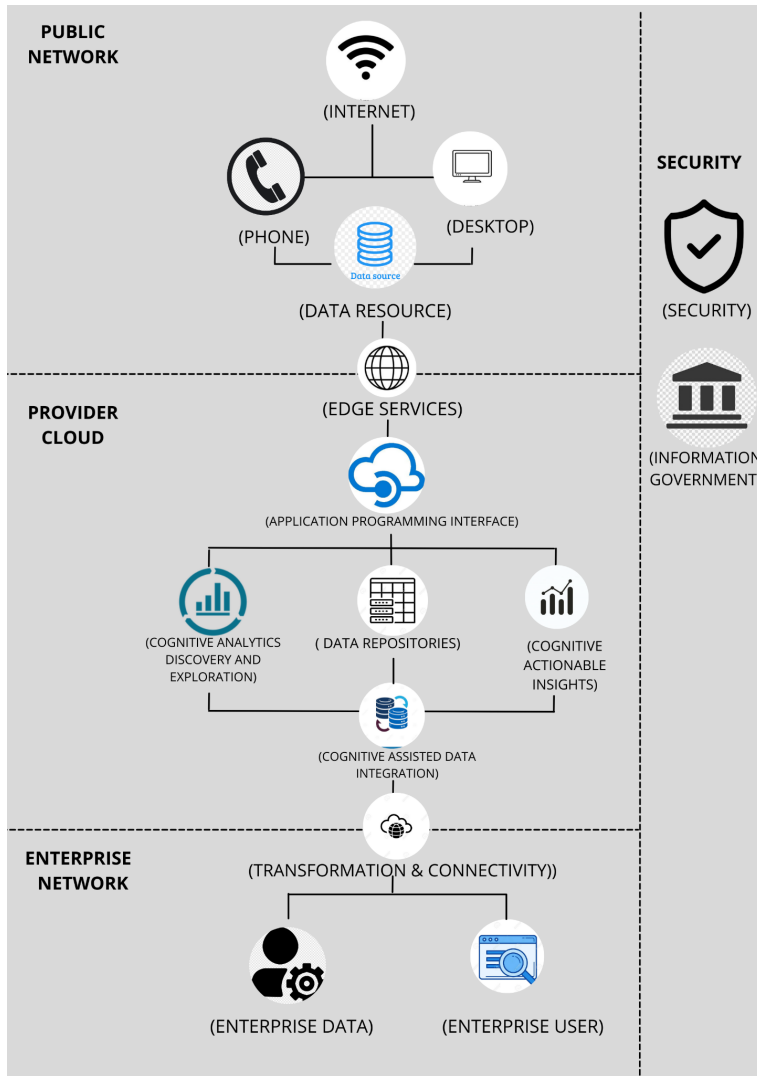 PUBLIC
NETWORK
(INTERNET)
(PHONE)
(DESKTOP)
Data source
(DATA RESOURCE)
(EDGE SERVICES)
PROVIDER
CLOUD
(APPLICATION PROGRAMMING INTERFACE)
(COGNITIVE ANALYTICS
DISCOVERY AND
EXPLORATION)
( DATA REPOSITORIES)
(COGNITIVE
ACTIONABLE
INSIGHTS)
(COGNITIVE ASSISTED DATA
INTEGRATION)
ENTERPRISE
NETWORK
(TRANSFORMATION & CONNECTIVITY))
(ENTERPRISE DATA)
(ENTERPRISE USER)
SECURITY
(SECURITY)
(INFORMATION
GOVERNMENT